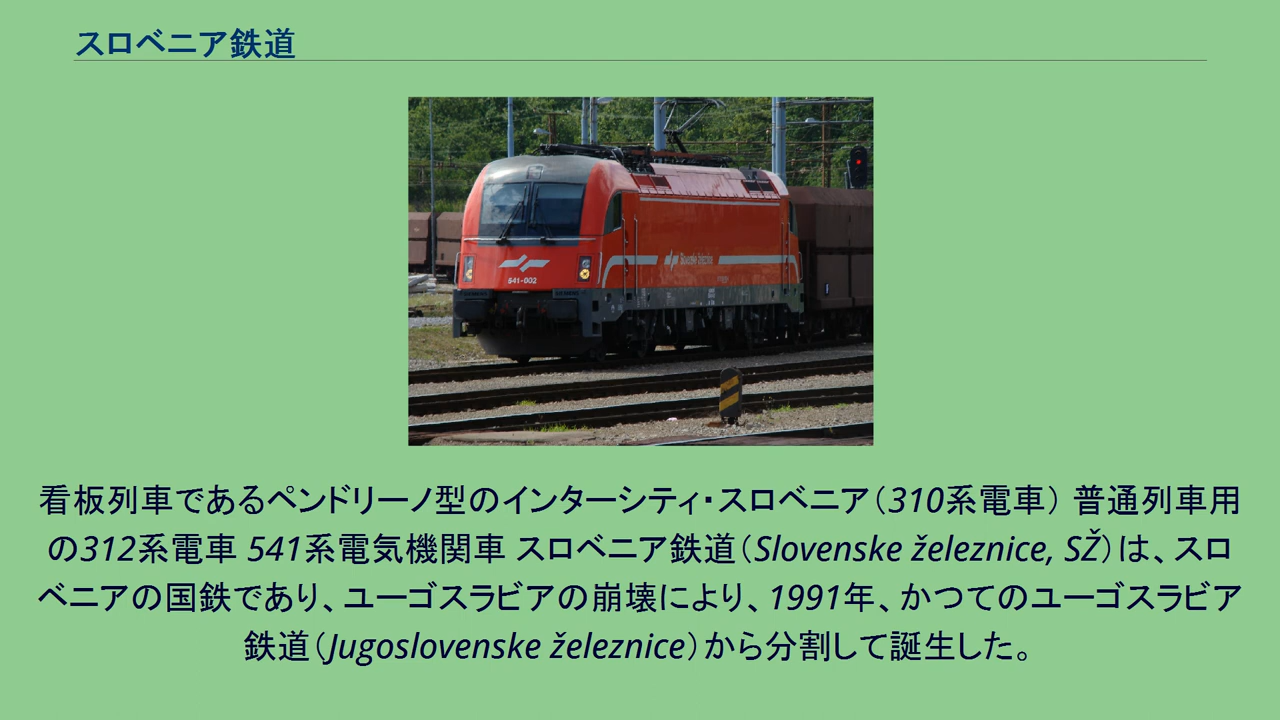 スロベニア鉄道
541-002
Slovenske železnice
看板列車であるペンドリーノ型のインターシティ・スロベニア（310系電車） 普通列車用
の312系電車 541系電気機関車 スロベニア鉄道（Slovenske železnice, SŽ）は、スロ
ベニアの国鉄であり、ユーゴスラビアの崩壊により、1991年、かつてのユーゴスラビア
鉄道（Jugoslovenske železnice）から分割して誕生した。